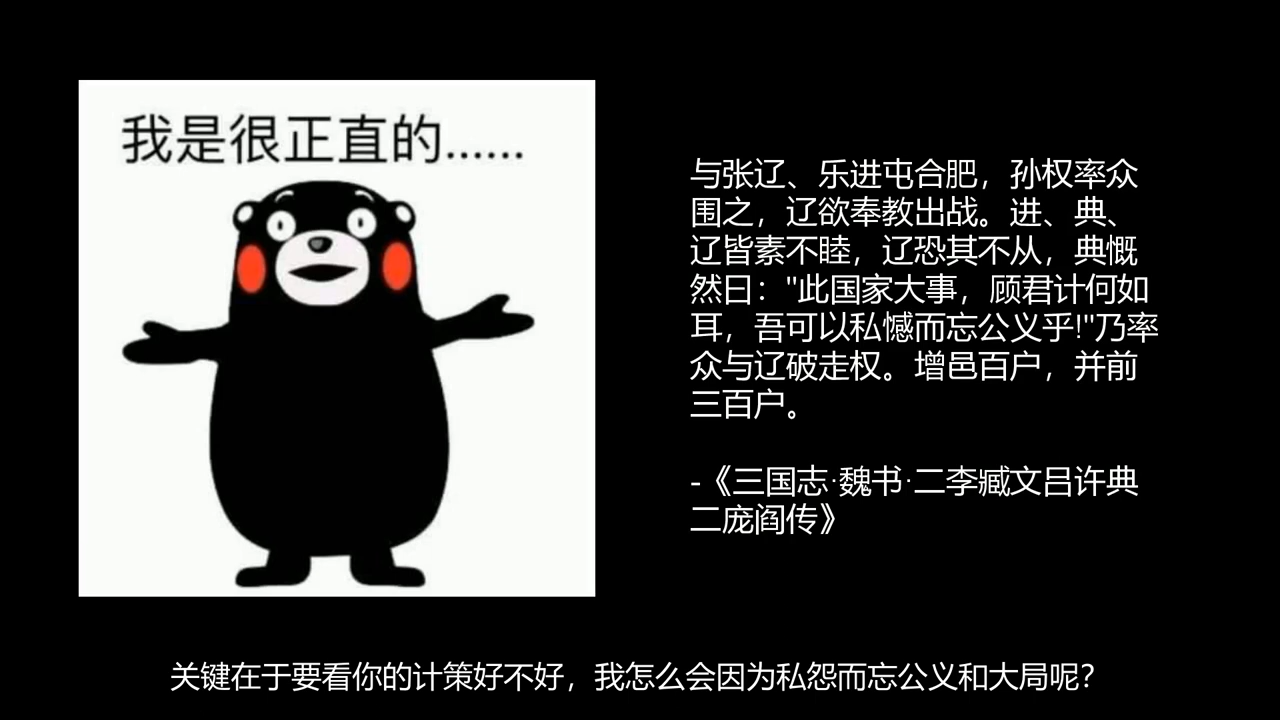 我是很正直的......
与张辽、乐进屯合肥，孙权率众
围之，辽欲奉教出战。进、典、
辽皆素不睦，辽恐其不从，典慨
然曰："此国家大事，顾君计何如
耳，吾可以私憾而忘公义乎!"乃率
众与辽破走权。增邑百户，并前
三百户。
-《三国志·魏书·二李臧文吕许典
二庞阎传》
关键在于要看你的计策好不好，我怎么会因为私怨而忘公义和大局呢？